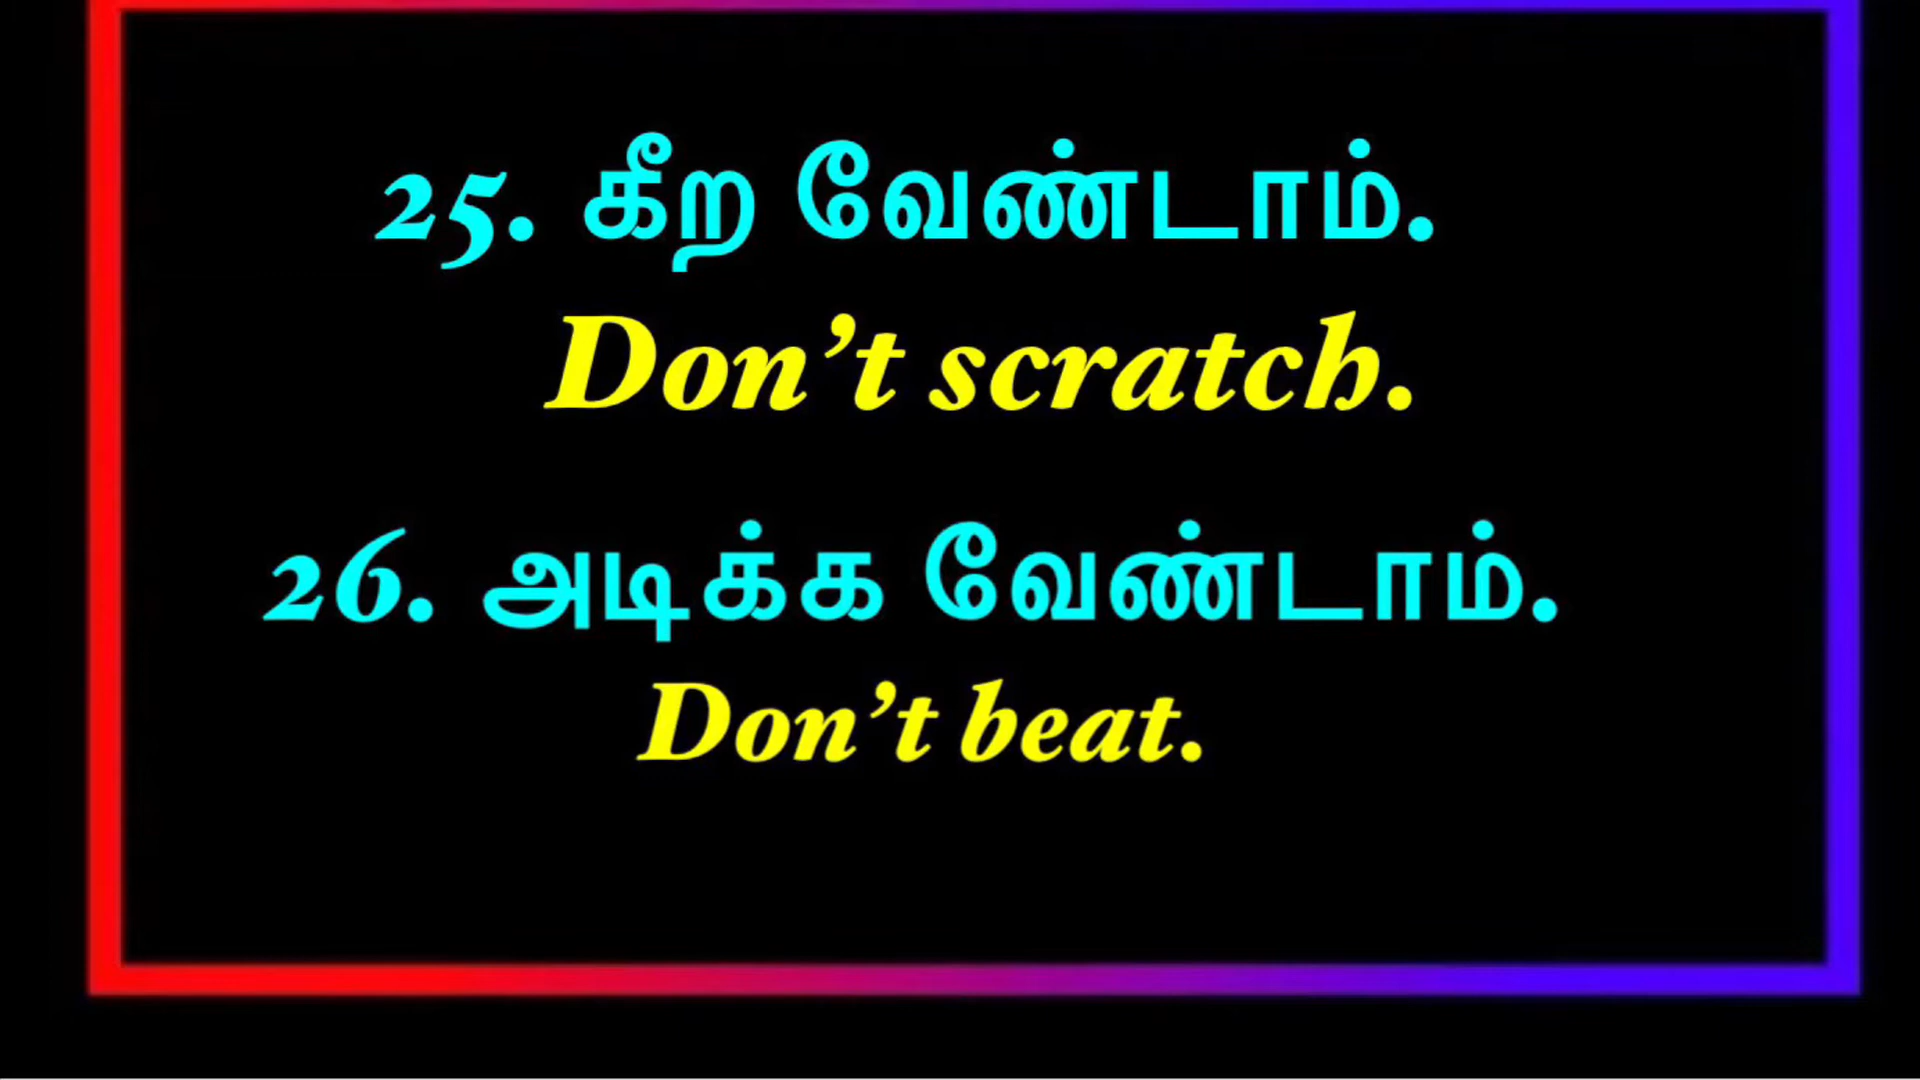 25. கீற வேண்டாம்.
Don’t scratch.
26. அடிக்க வேண்டாம்.
Don’t beat.